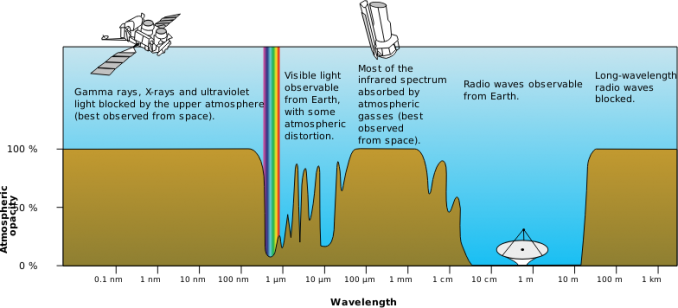 Gamma rays, X-rays and ultraviolet
light blocked by the upper atmosphere
(best observed from space).
Visible light
observable
from Earth,
with some
atmospheric
distortion.
Most of the
infrared spectrum
absorbed by
atmospheric
gasses (best
observed
from space).
Radio waves observable
from Earth.
Long-wavelength
radio waves
blocked.
Atmospheric
opacity
100 %
50 %
0 %
0.1 nm 1 nm 10 nm 100 nm 1 μm 10 μm 100 μm 1 mm 1 cm 10 cm 1 m 10 m 100 m 1 km
Wavelength